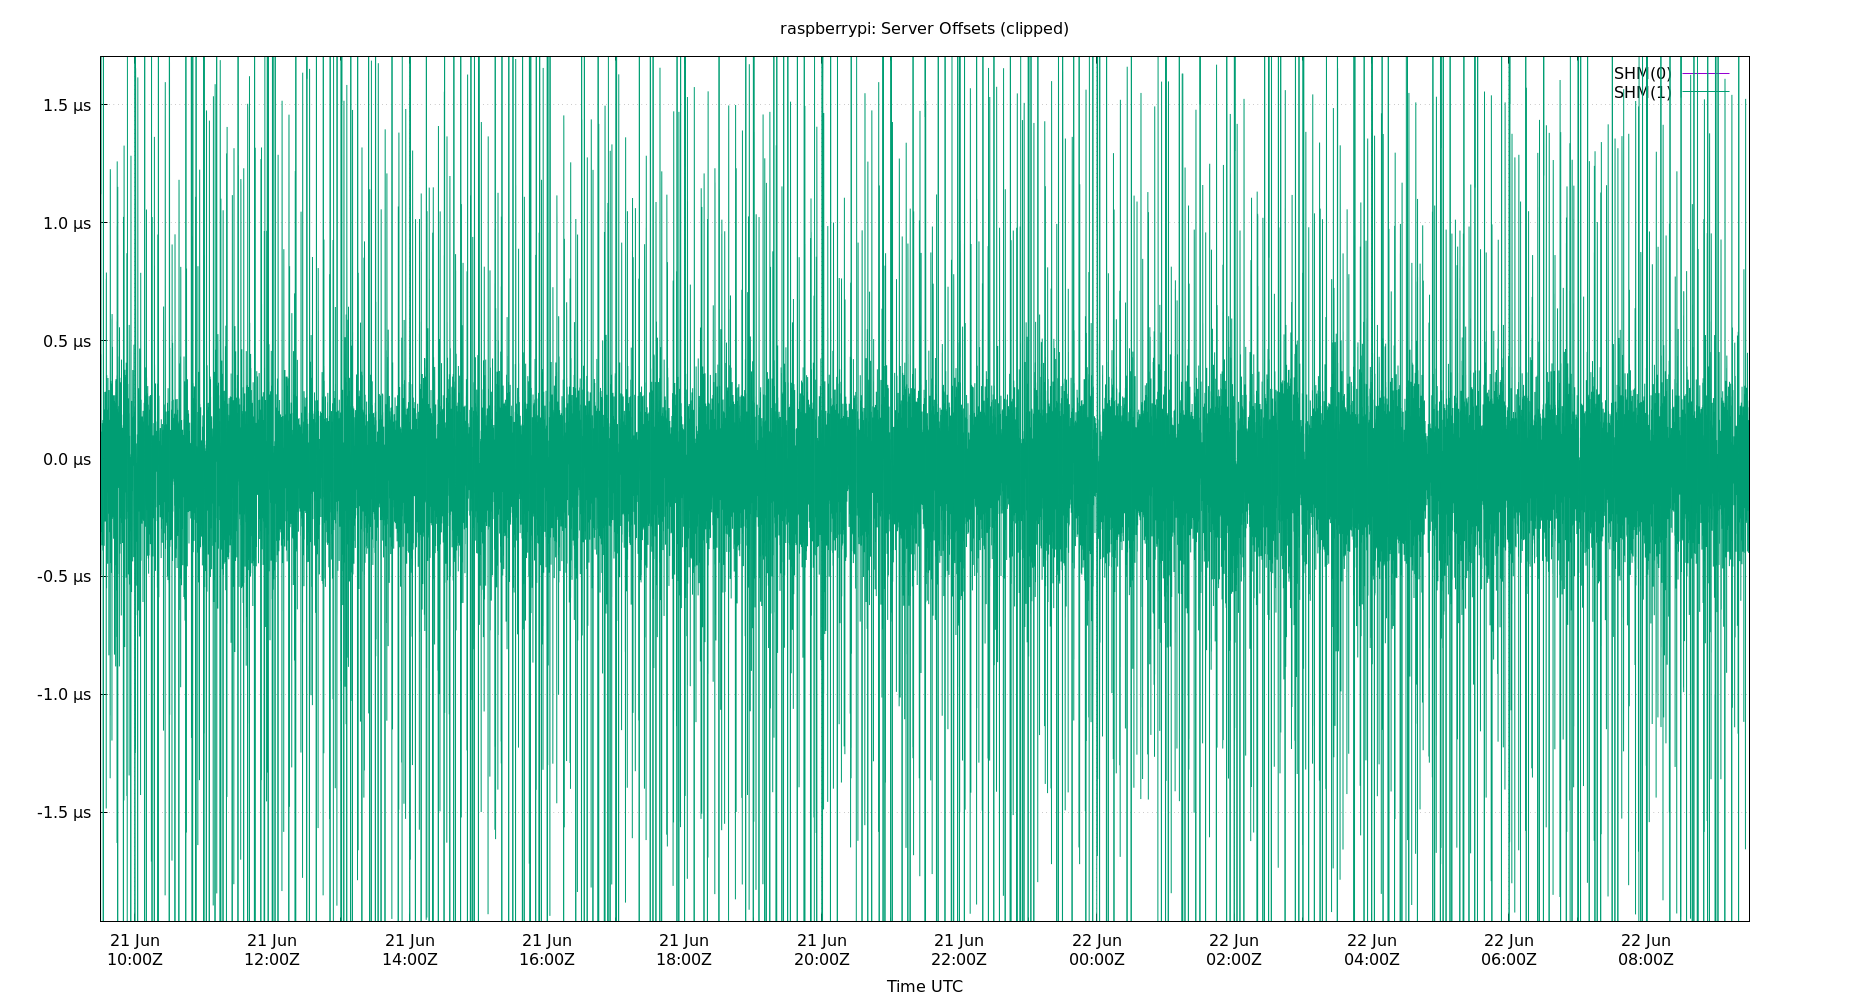 raspberrypi: Server Offsets (clipped)
SHM(0)
SHM(1)
1.5 µs
1.0 µs
0.5 µs
0.0 µs
-0.5 µs
-1.0 µs
-1.5 µs
21 Jun 21 Jun 21 Jun 21 Jun 21 Jun 21 Jun 21 Jun 22 Jun 22 Jun 22 Jun 22 Jun 22 Jun
10:00Z 12:00Z 14:00Z 16:00Z 18:00Z 20:00Z 22:00Z 00:00Z 02:00Z 04:00Z 06:00Z 08:00Z
Time UTC